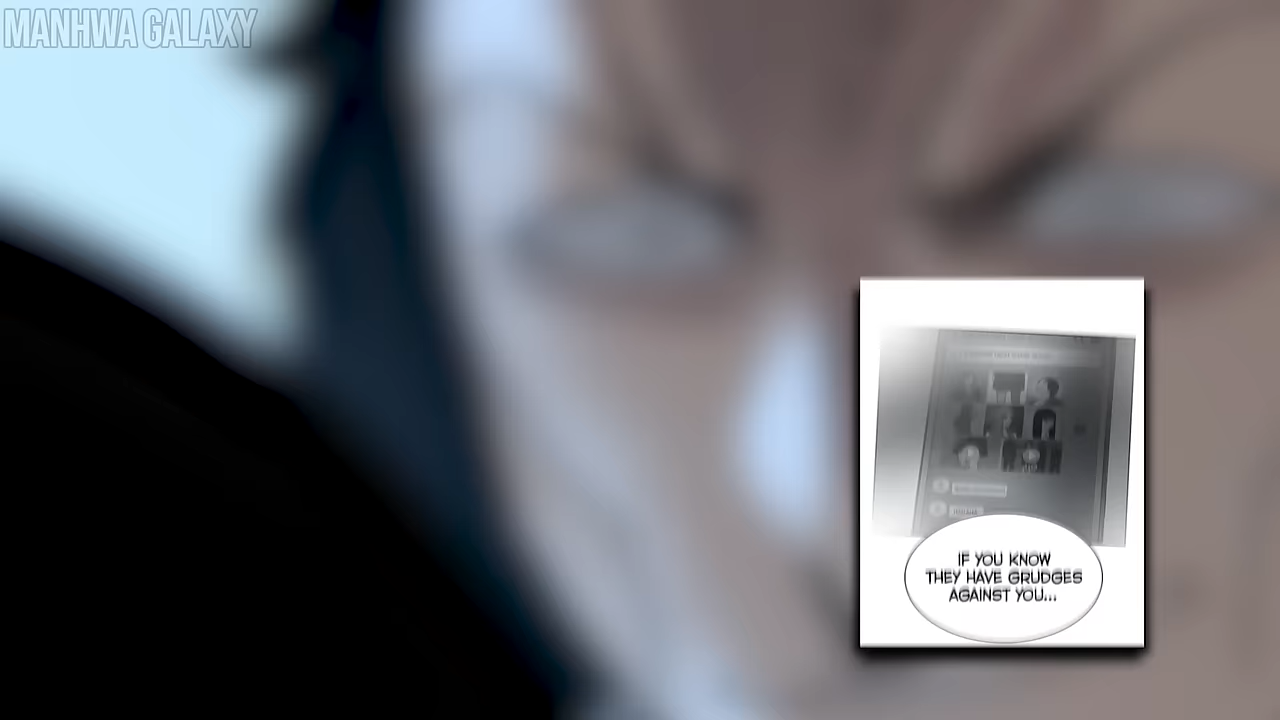 MANHWA GALAXY
IF YOU KNOW
THEY HAVE GRUDGES
AGAINST YOU...